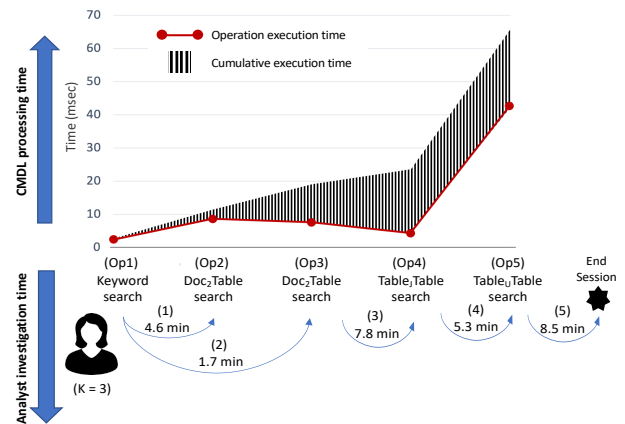 70
60
50
40
30
20
10
0
Time (msec)
CMDL processing time
Operation execution time
Cumulative execution time
(Op1)
Keyword
search
(Op2)
Doc₂Table
search
(Op3)
Doc₂Table
search
(Op4)
TableJTable
search
(Op5)
TableUTable
search
End
Session
Analyst investigation time
(K = 3)
(1)
4.6 min
(2)
1.7 min
(3)
7.8 min
(4)
5.3 min
(5)
8.5 min